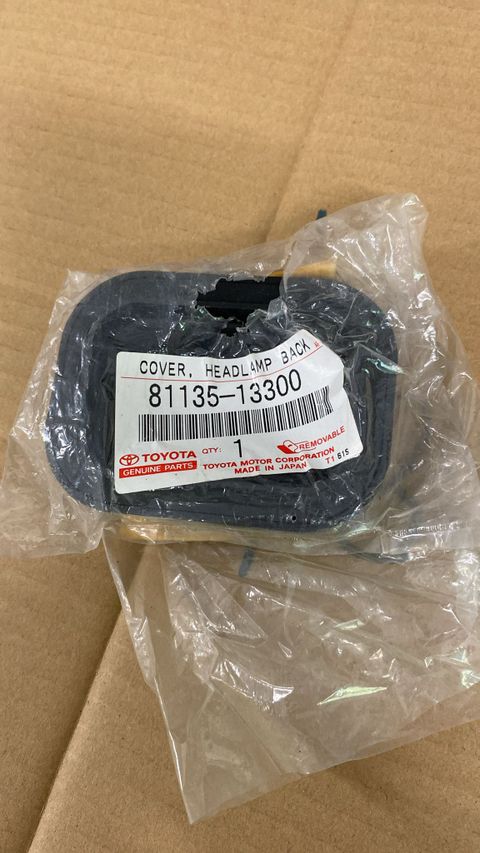 COVER, HEADLAMP BACK
81135-13300
TOYOTA
GENUINE PARTS
QTY: 1
REMOVABLE
TOYOTA MOTOR CORPORATION
MADE IN JAPAN T1 615